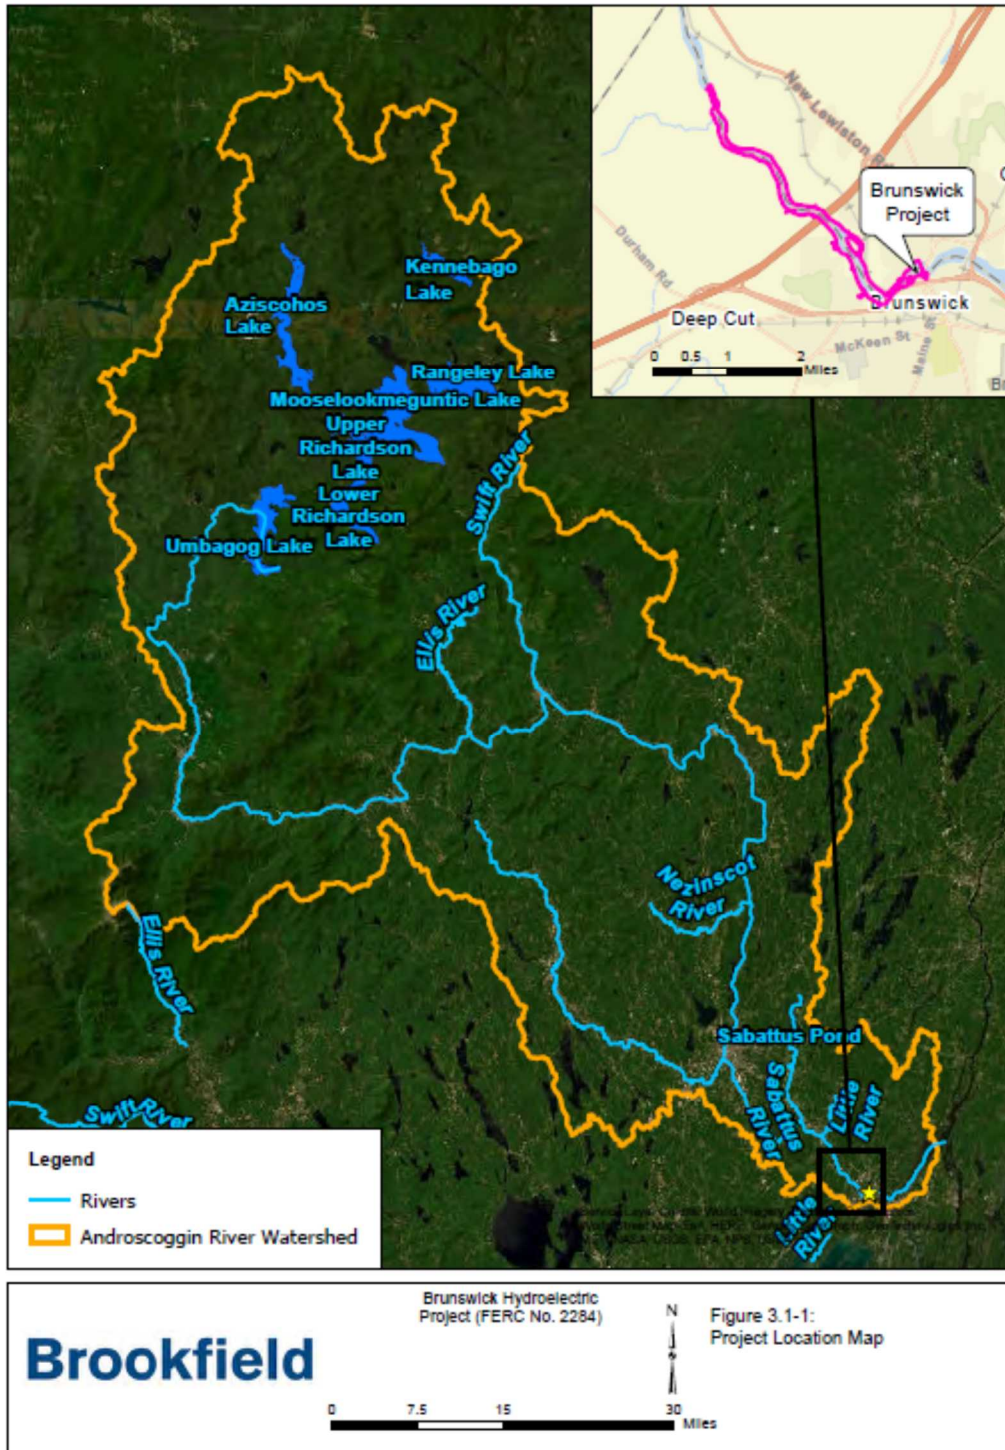 New Lewiston Rd
Brunswick
Project
Durham Rd
Deep Cut
Brunswick
McKeen St
Maine St
0 0.5 1 2
Miles
Kennebago
Lake
Aziscohos
Lake
Rangeley Lake
Mooselookmeguntic Lake
Upper
Richardson
Lake
Lower
Richardson
Lake
Umbagog Lake
Swift River
Ellis River
Nezinscot
River
Ellis River
Sabattus Pond
Sabattus
River
Little
River
Swift River
Little
River
Legend
Rivers
Androscoggin River Watershed
Brookfield
Brunswick Hydroelectric
Project (FERC No. 2284)
N
Figure 3.1-1:
Project Location Map
0 7.5 15 30
Miles